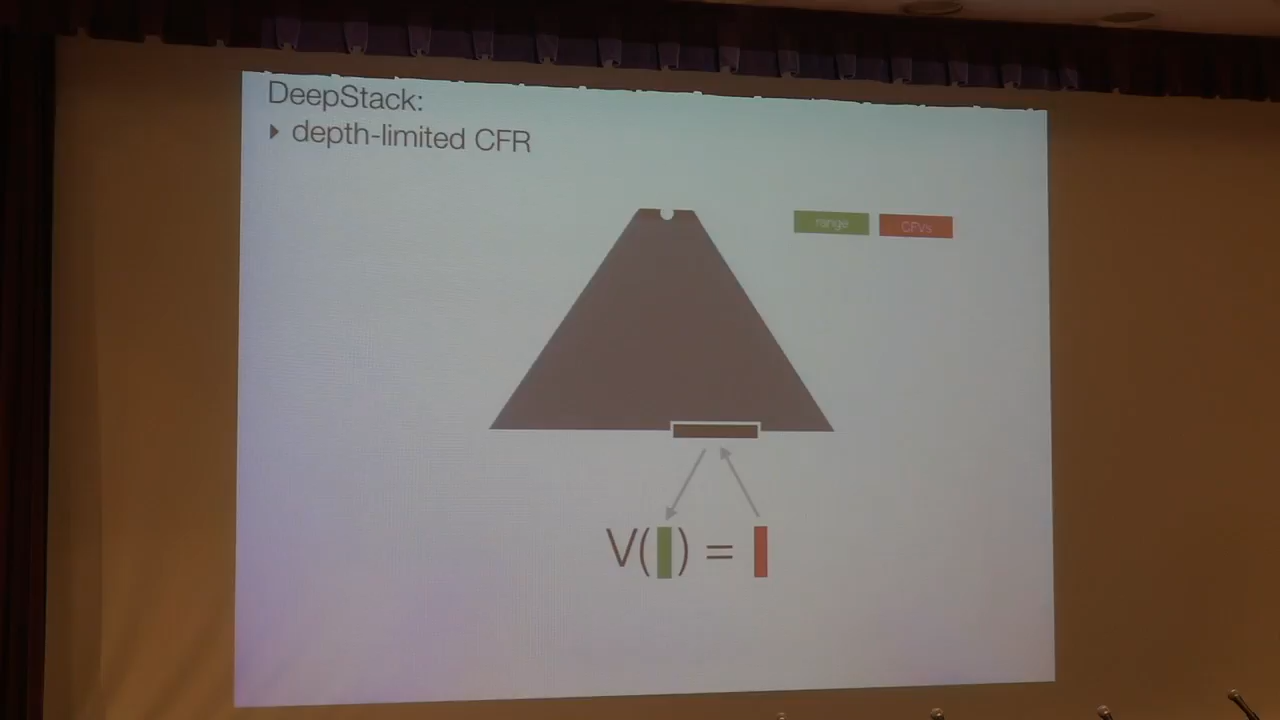 DeepStack:
depth-limited CFR
range CFVs
V( ) =